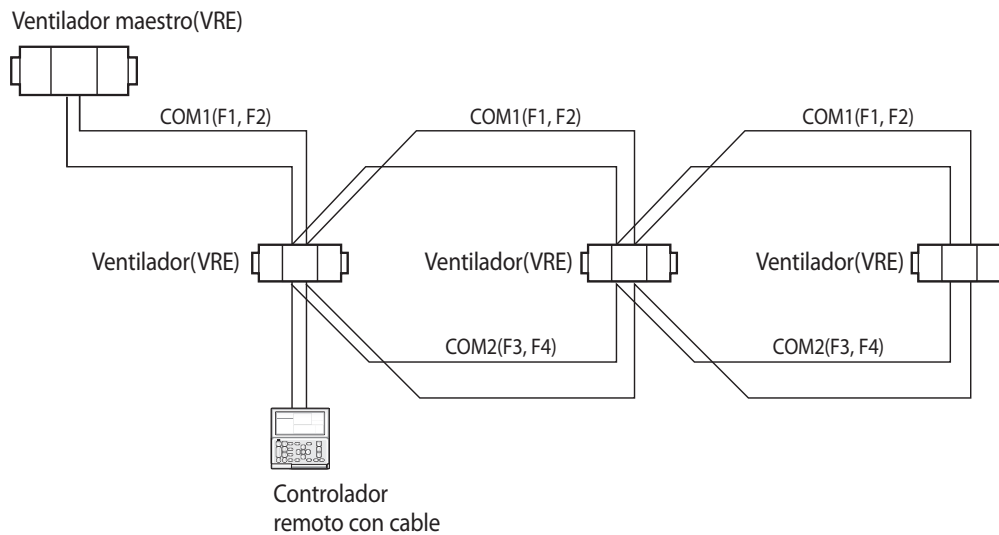 Ventilador maestro(VRE)
COM1(F1, F2)
COM1(F1, F2)
COM1(F1, F2)
Ventilador(VRE)
Ventilador(VRE)
Ventilador(VRE)
COM2(F3, F4)
COM2(F3, F4)
Controlador
remoto con cable